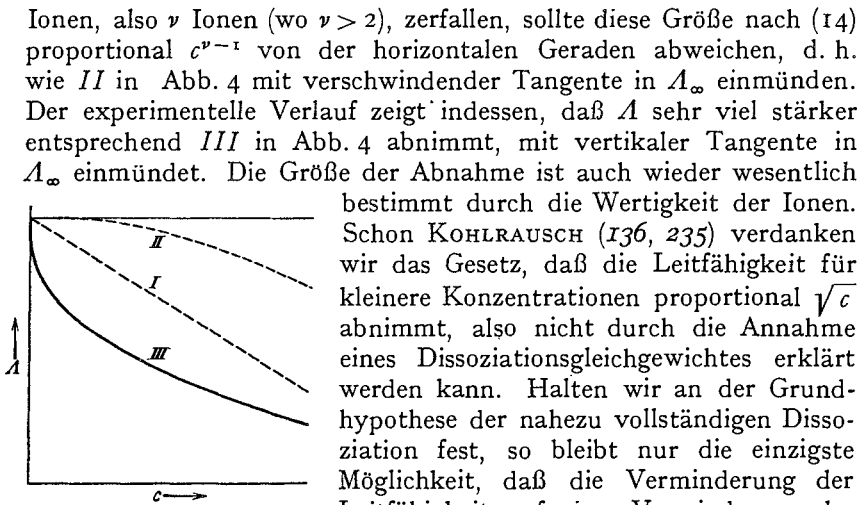 Ionen, also ν Ionen (wo ν > 2), zerfallen, sollte diese Größe nach (14)
proportional c^{ν−1} von der horizontalen Geraden abweichen, d. h.
wie II in Abb. 4 mit verschwindender Tangente in Λ∞ einmünden.
Der experimentelle Verlauf zeigt indessen, daß Λ sehr viel stärker
entsprechend III in Abb. 4 abnimmt, mit vertikaler Tangente in
Λ∞ einmündet. Die Größe der Abnahme ist auch wieder wesentlich
bestimmt durch die Wertigkeit der Ionen.
Schon KOHLRAUSCH (136, 235) verdanken
wir das Gesetz, daß die Leitfähigkeit für
kleinere Konzentrationen proportional √c
abnimmt, also nicht durch die Annahme
eines Dissoziationsgleichgewichtes erklärt
werden kann. Halten wir an der Grund-
hypothese der nahezu vollständigen Disso-
ziation fest, so bleibt nur die einzigste
Möglichkeit, daß die Verminderung der
II
I
III
Λ
c